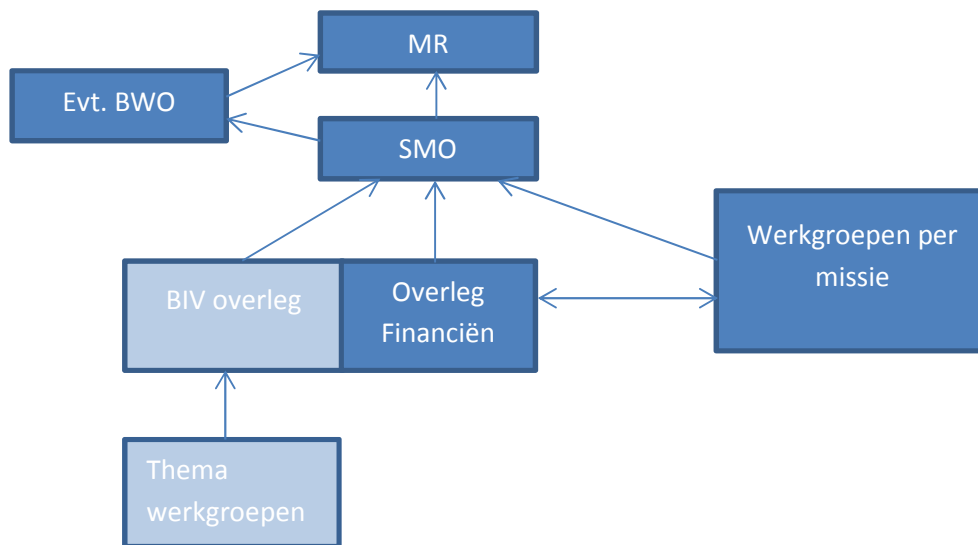 MR
Evt. BWO
SMO
Werkgroepen per
missie
BIV overleg
Overleg
Financiën
Thema
werkgroepen